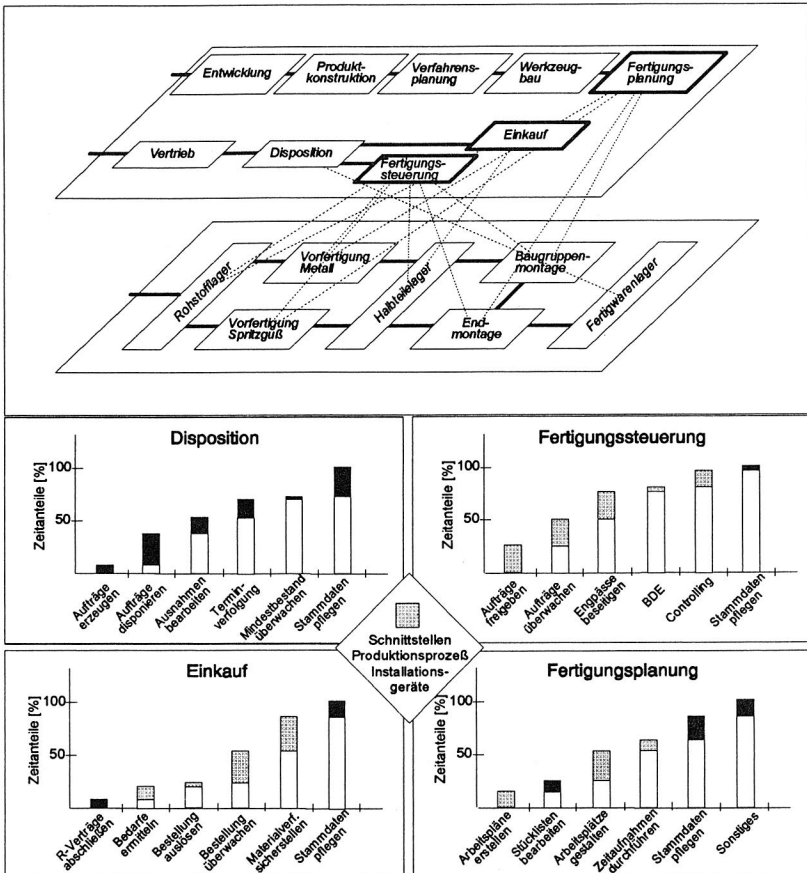 Entwicklung
Produkt-
konstruktion
Verfahrens-
planung
Werkzeug-
bau
Fertigungs-
planung
Vertrieb
Disposition
Einkauf
Fertigungs-
steuerung
Rohstofflager
Vorfertigung
Metall
Vorfertigung
Spritzguß
Halbteilelager
Baugruppen-
montage
End-
montage
Fertigwarenlager
Disposition
Zeitanteile [%]
100
50
Aufträge
erzeugen
Aufträge
disponieren
Ausnahmen
bearbeiten
Termin-
verfolgung
Mindestbestand
überwachen
Stammdaten
pflegen
Fertigungssteuerung
Zeitanteile [%]
100
50
Aufträge
freigeben
Aufträge
überwachen
Engpässe
beseitigen
BDE
Controlling
Stammdaten
pflegen
Schnittstellen
Produktionsprozeß
Installations-
geräte
Einkauf
Zeitanteile [%]
100
50
R-Verträge
abschließen
Bedarfe
ermitteln
Bestellung
auslösen
Bestellung
überwachen
Materialverf.
sicherstellen
Stammdaten
pflegen
Fertigungsplanung
Zeitanteile [%]
100
50
Arbeitspläne
erstellen
Stücklisten
bearbeiten
Arbeitsplätze
gestalten
Zeitaufnahmen
durchführen
Stammdaten
pflegen
Sonstiges